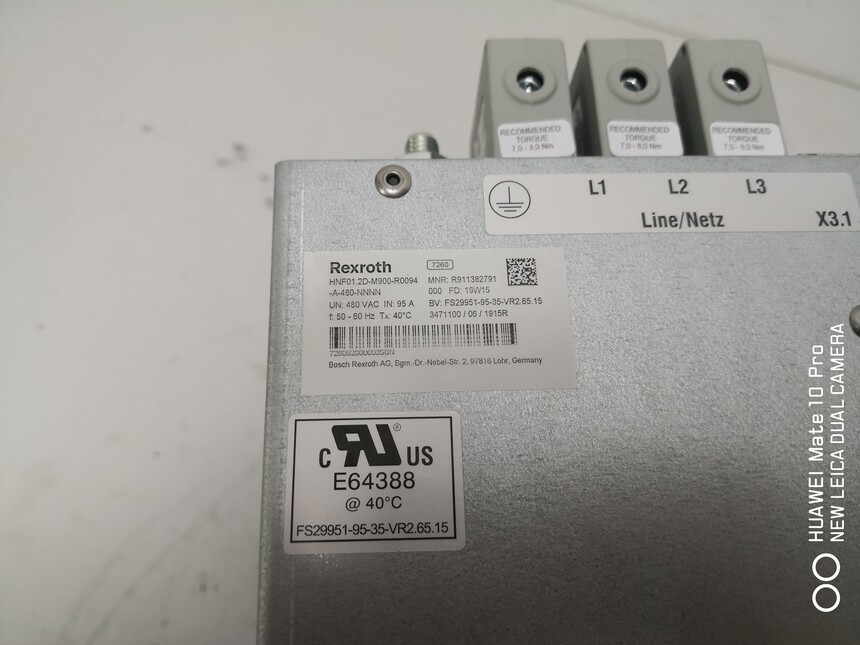 RECOMMENDED
TORQUE
7,0 - 8,0 Nm
RECOMMENDED
TORQUE
7,0 - 8,0 Nm
RECOMMENDED
TORQUE
7,0 - 8,0 Nm
L1 L2 L3
Line/Netz X3.1
Rexroth 7260
HNF01.2D-M900-R0094 MNR: R911382791
-A-480-NNNN 000 FD: 19W15
UN: 480 VAC IN: 95 A BV: FS29951-95-35-VR2.65.15
f: 50 - 60 Hz TA: 40°C 3471100 / 06 / 1915R
Bosch Rexroth AG, Bgm.-Dr.-Nebel-Str. 2, 97816 Lohr, Germany
C RU ® US
E64388
@ 40°C
FS29951-95-35-VR2.65.15
HUAWEI Mate 10 Pro
NEW LEICA DUAL CAMERA